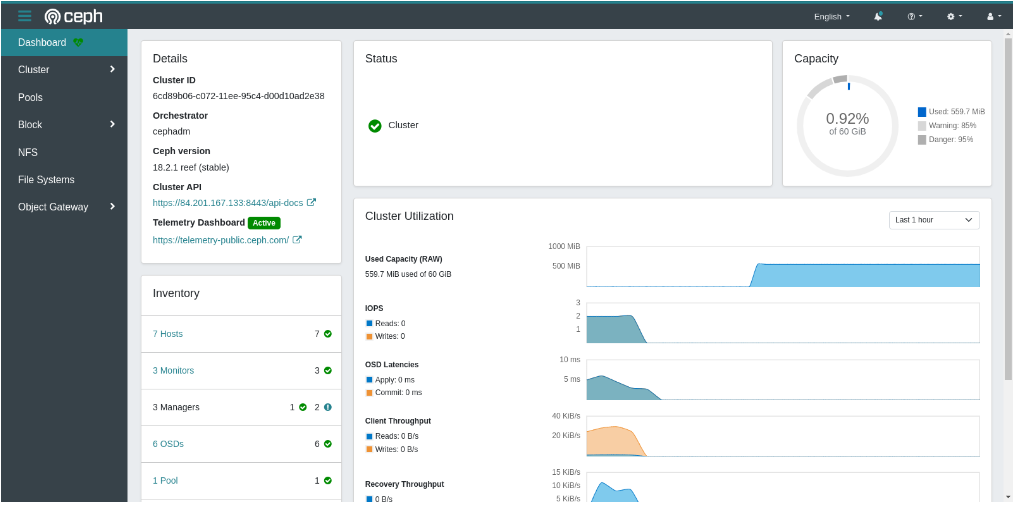 ceph
English
Dashboard
Cluster
Pools
Block
NFS
File Systems
Object Gateway
Details
Cluster ID
6cd89b06-c072-11ee-95c4-d00d10ad2e38
Orchestrator
cephadm
Ceph version
18.2.1 reef (stable)
Cluster API
https://84.201.167.133:8443/api-docs
Telemetry Dashboard Active
https://telemetry-public.ceph.com/
Inventory
7 Hosts 7
3 Monitors 3
3 Managers 1 2
6 OSDs 6
1 Pool 1
Status
Cluster
Capacity
0.92%
of 60 GiB
Used: 559.7 MiB
Warning: 85%
Danger: 95%
Cluster Utilization
Last 1 hour
Used Capacity (RAW)
559.7 MiB used of 60 GiB
1000 MiB
500 MiB
IOPS
Reads: 0
Writes: 0
3
2
1
OSD Latencies
Apply: 0 ms
Commit: 0 ms
10 ms
5 ms
Client Throughput
Reads: 0 B/s
Writes: 0 B/s
40 KiB/s
20 KiB/s
Recovery Throughput
0 B/s
15 KiB/s
10 KiB/s
5 KiB/s